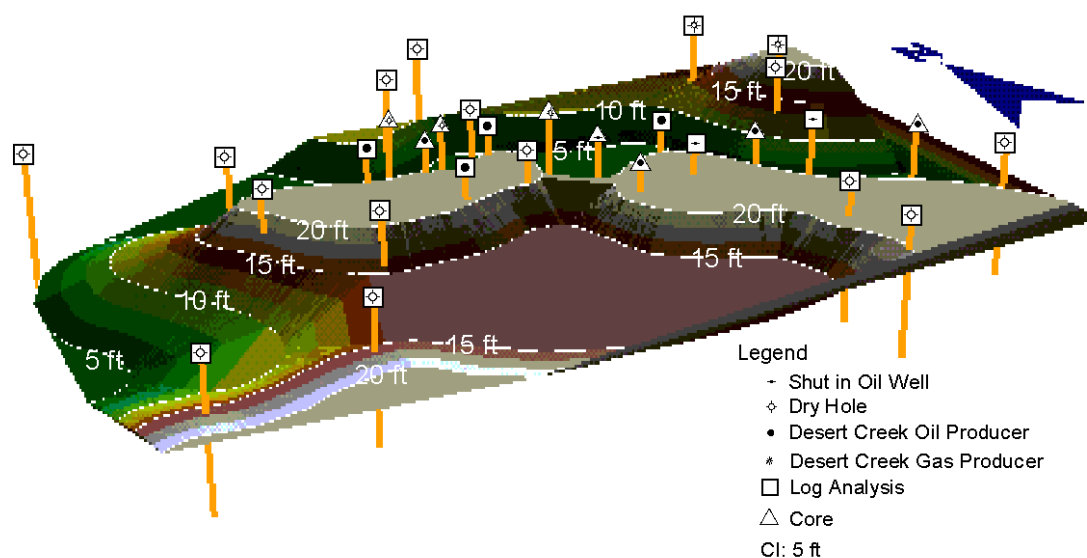 20 ft
15 ft
10 ft
5 ft
20 ft
20 ft
15 ft
15 ft
10 ft
15 ft
5 ft
20 ft
Legend
Shut in Oil Well
Dry Hole
Desert Creek Oil Producer
Desert Creek Gas Producer
Log Analysis
Core
CI: 5 ft